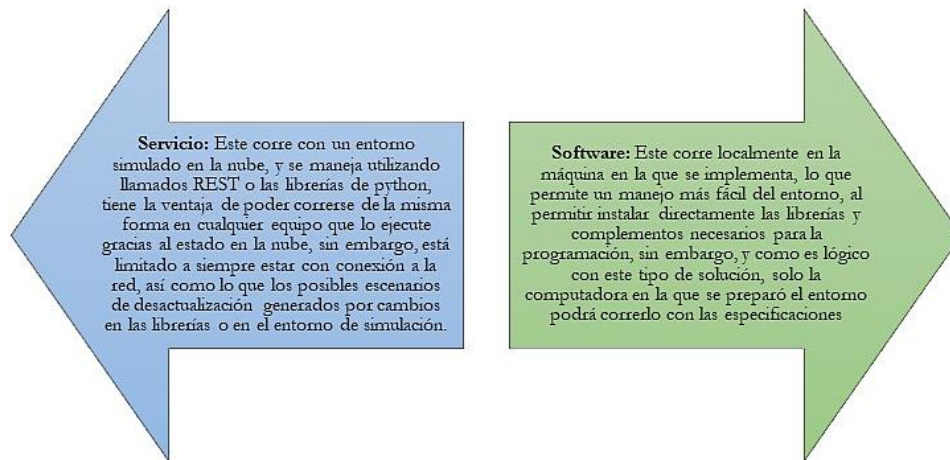 Servicio: Este corre con un entorno
simulado en la nube, y se maneja utilizando
llamados REST o las librerías de python,
tiene la ventaja de poder correrse de la misma
forma en cualquier equipo que lo ejecute
gracias al estado en la nube, sin embargo, está
limitado a siempre estar con conexión a la
red, así como lo que los posibles escenarios
de desactualización generados por cambios
en las librerías o en el entorno de simulación.
Software: Este corre localmente en la
máquina en la que se implementa, lo que
permite un manejo más fácil del entorno, al
permitir instalar directamente las librerías y
complementos necesarios para la
programación, sin embargo, y como es lógico
con este tipo de solución, solo la
computadora en la que se preparó el entorno
podrá correrlo con las especificaciones